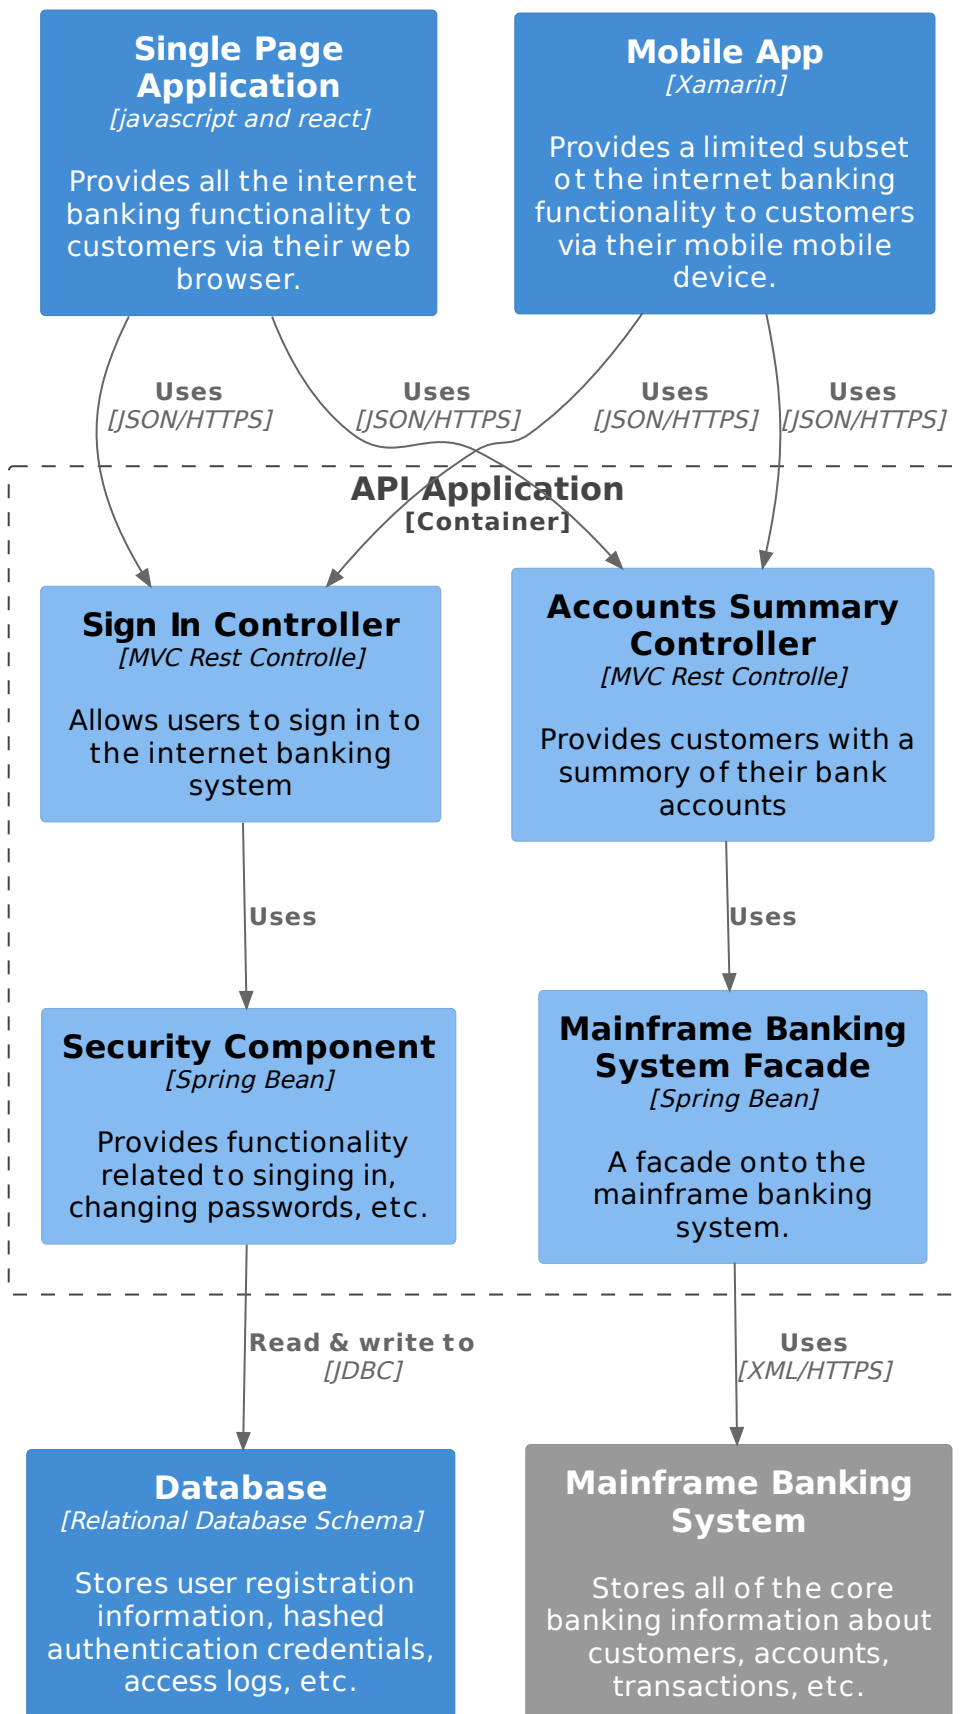 Single Page
Application
[javascript and react]
Provides all the internet
banking functionality to
customers via their web
browser.
Mobile App
[Xamarin]
Provides a limited subset
ot the internet banking
functionality to customers
via their mobile mobile
device.
Uses
[JSON/HTTPS]
Uses
[JSON/HTTPS]
Uses
[JSON/HTTPS]
Uses
[JSON/HTTPS]
API Application
[Container]
Sign In Controller
[MVC Rest Controlle]
Allows users to sign in to
the internet banking
system
Accounts Summary
Controller
[MVC Rest Controlle]
Provides customers with a
summory of their bank
accounts
Uses
Uses
Security Component
[Spring Bean]
Provides functionality
related to singing in,
changing passwords, etc.
Mainframe Banking
System Facade
[Spring Bean]
A facade onto the
mainframe banking
system.
Read & write to
[JDBC]
Uses
[XML/HTTPS]
Database
[Relational Database Schema]
Stores user registration
information, hashed
authentication credentials,
access logs, etc.
Mainframe Banking
System
Stores all of the core
banking information about
customers, accounts,
transactions, etc.